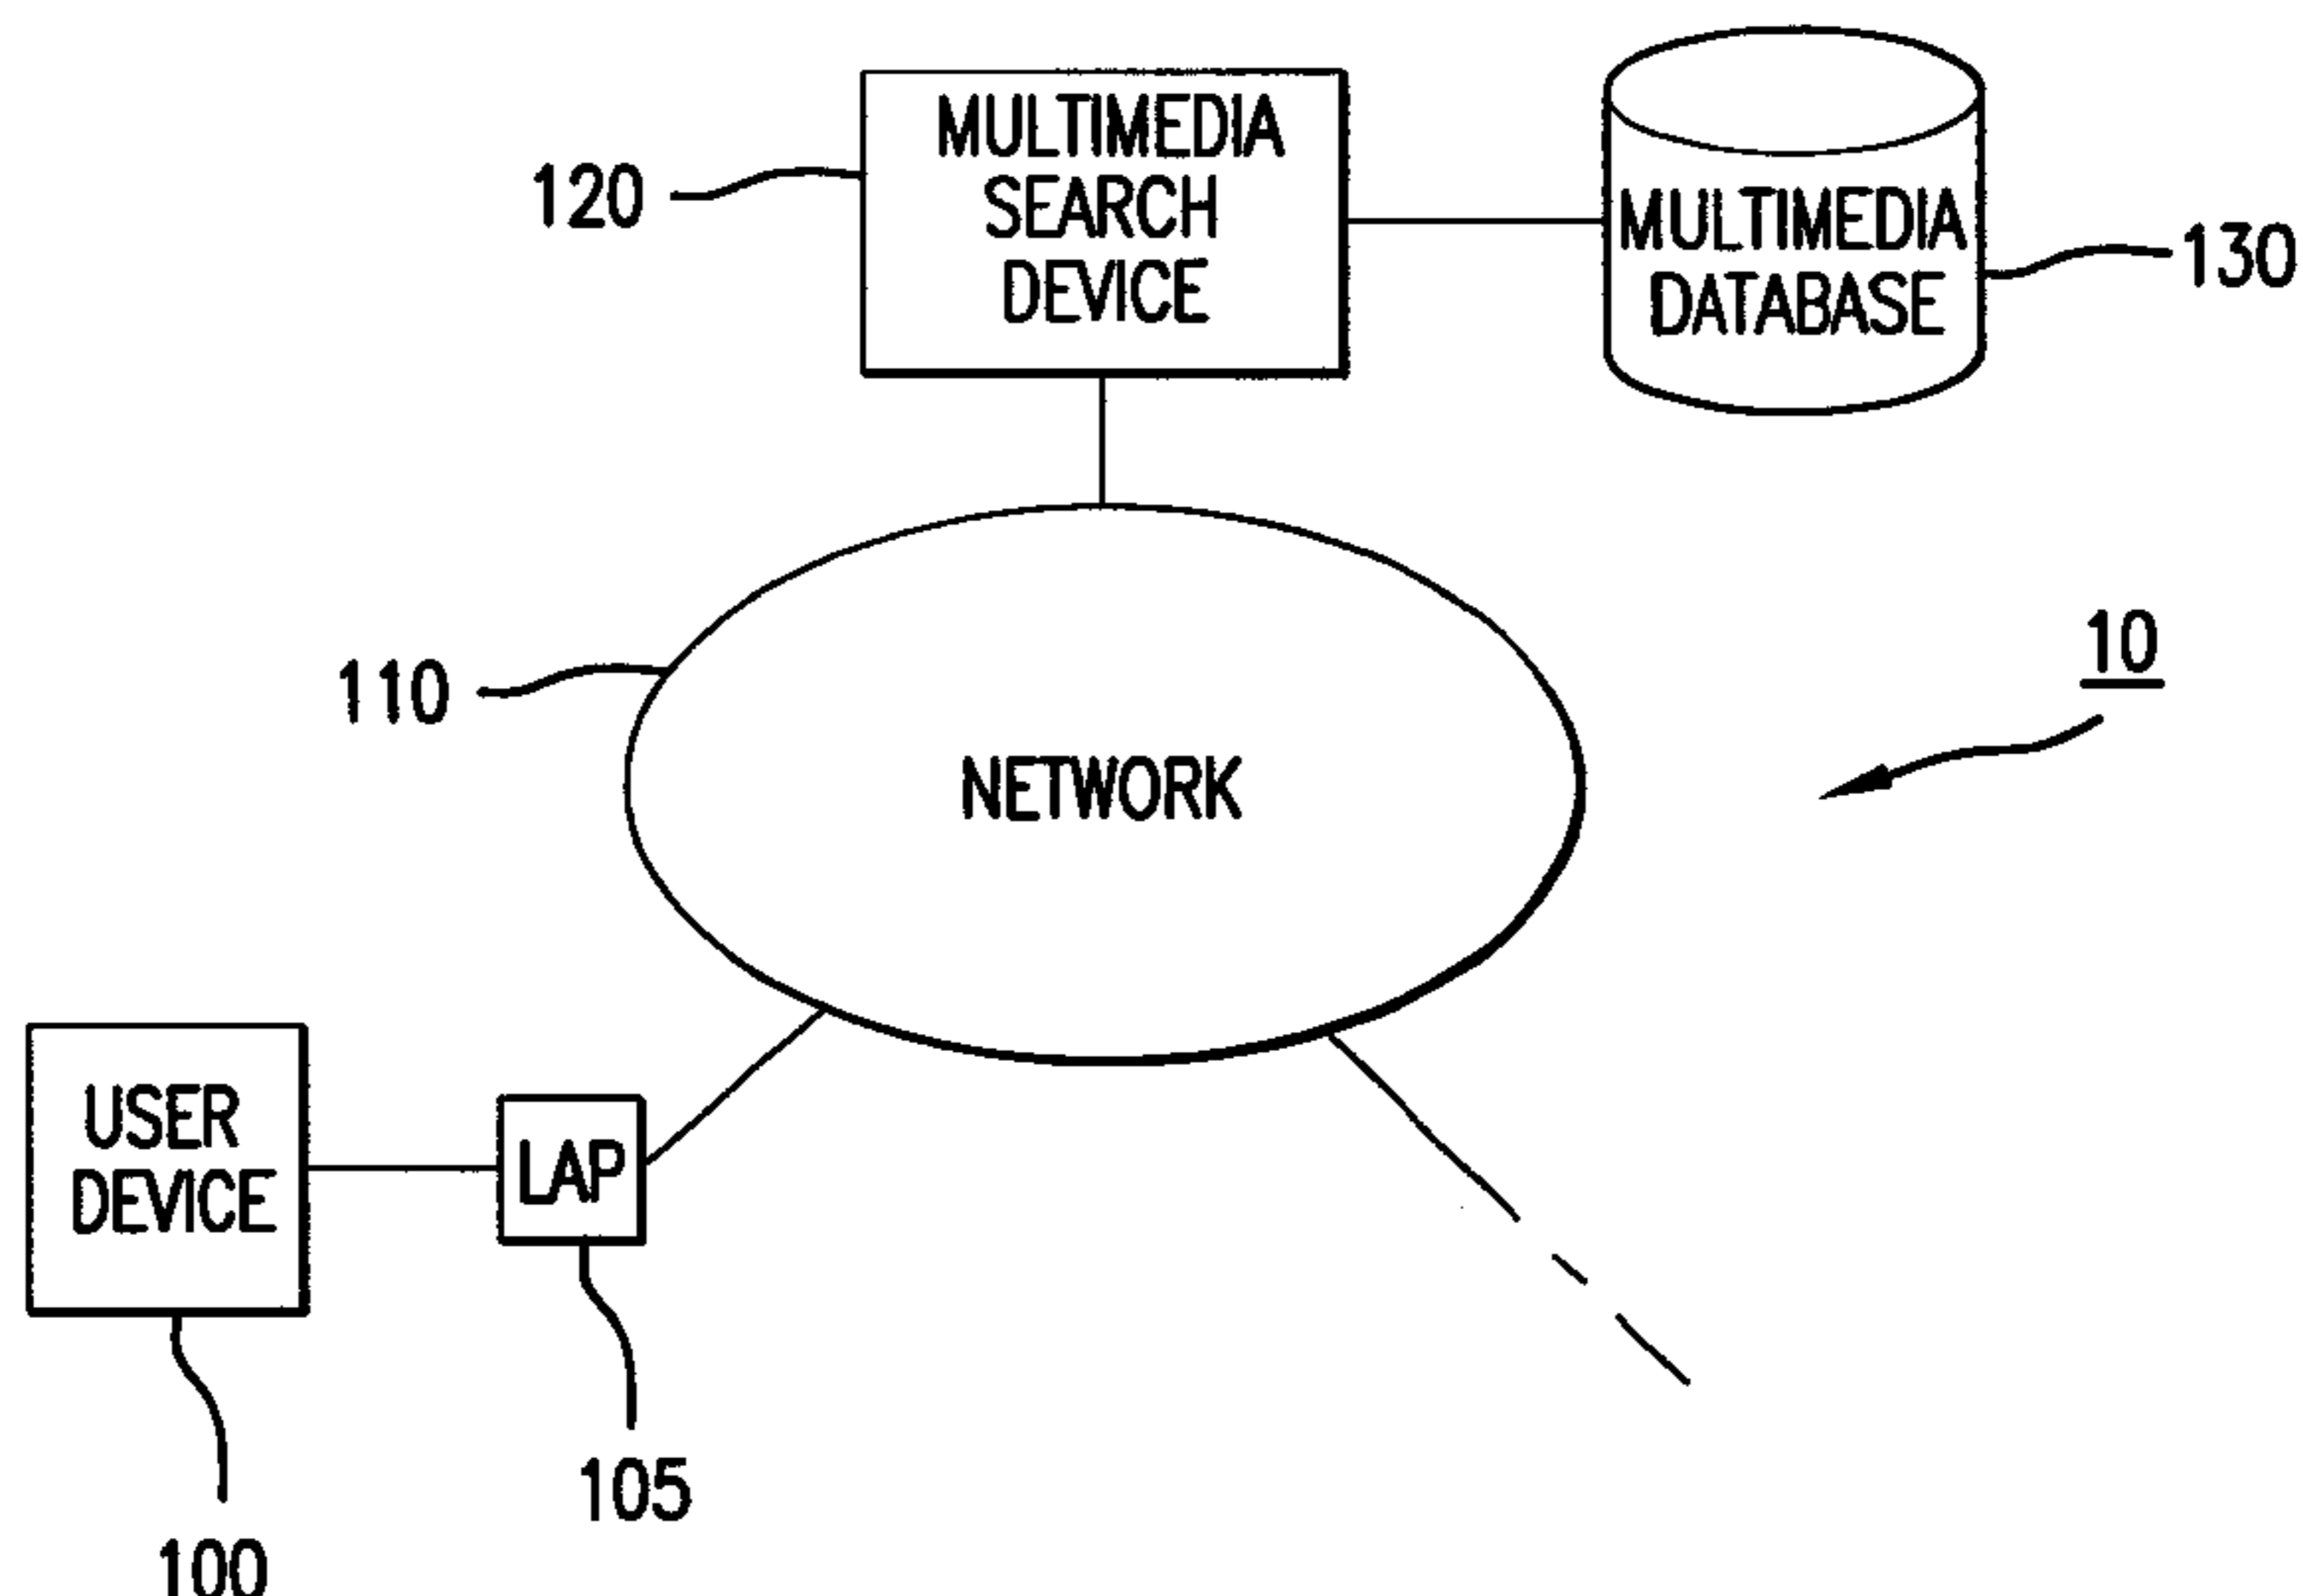 MULTIMEDIA
SEARCH
DEVICE
120
MULTIMEDIA
DATABASE
130
110
NETWORK
10
USER
DEVICE
LAP
105
100